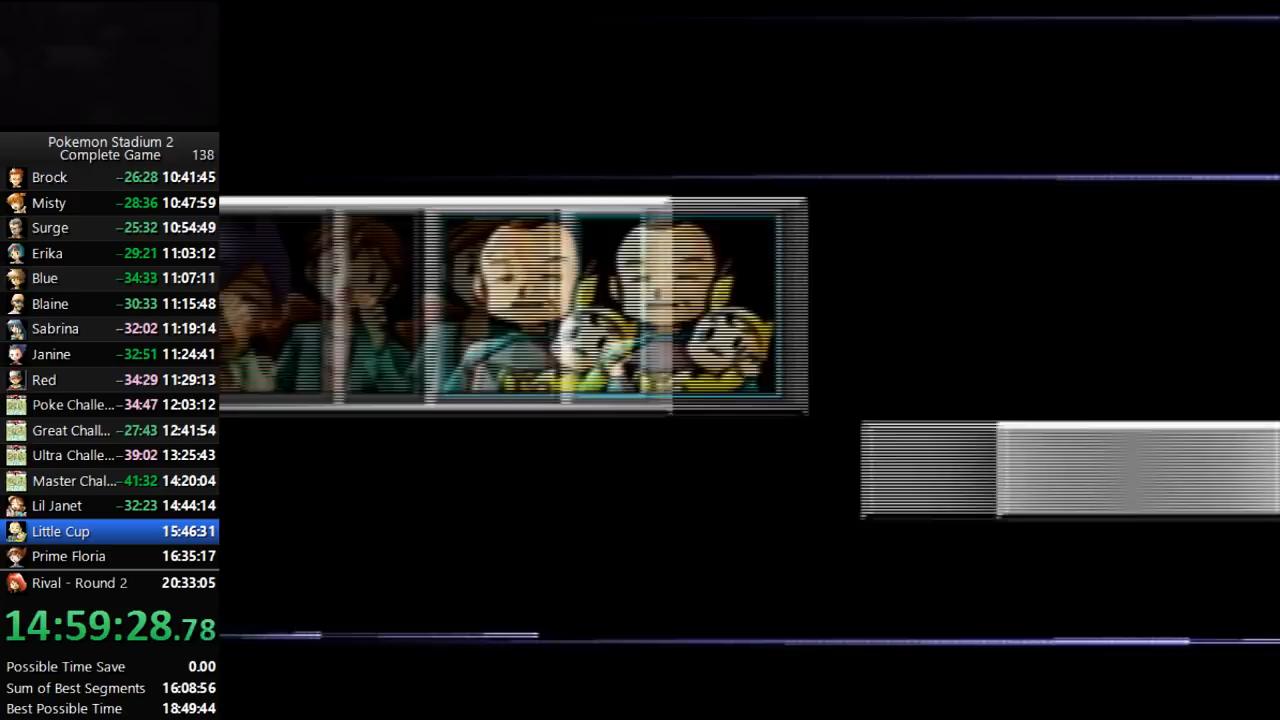 Pokemon Stadium 2
Complete Game 138
Brock −26:28 10:41:45
Misty −28:36 10:47:59
Surge −25:32 10:54:49
Erika −29:21 11:03:12
Blue −34:33 11:07:11
Blaine −30:33 11:15:48
Sabrina −32:02 11:19:14
Janine −32:51 11:24:41
Red −34:29 11:29:13
Poke Challe... −34:47 12:03:12
Great Chall... −27:43 12:41:54
Ultra Challe... −39:02 13:25:43
Master Chal... −41:32 14:20:04
Lil Janet −32:23 14:44:14
Little Cup 15:46:31
Prime Floria 16:35:17
Rival - Round 2 20:33:05
14:59:28.78
Possible Time Save 0.00
Sum of Best Segments 16:08:56
Best Possible Time 18:49:44